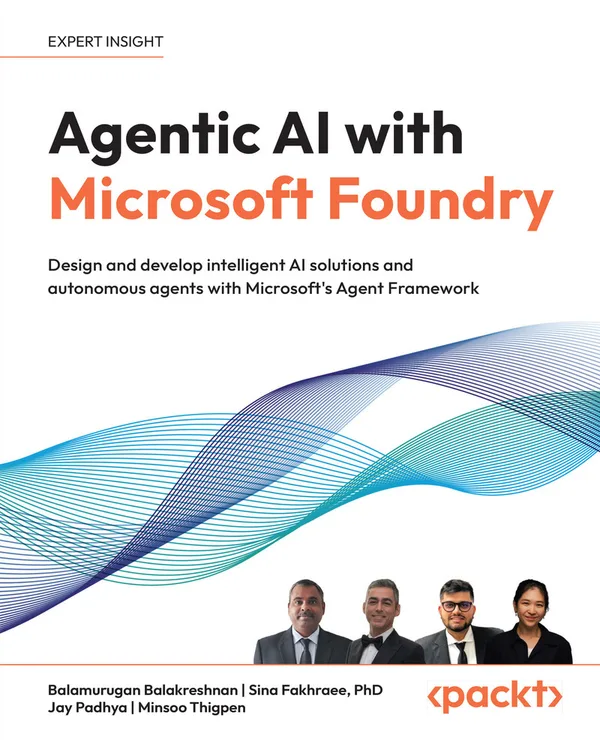 EXPERT INSIGHT
Agentic AI with
Microsoft Foundry
Design and develop intelligent AI solutions and
autonomous agents with Microsoft's Agent Framework
Balamurugan Balakreshnan | Sina Fakhraee, PhD
Jay Padhya | Minsoo Thigpen
<packt>